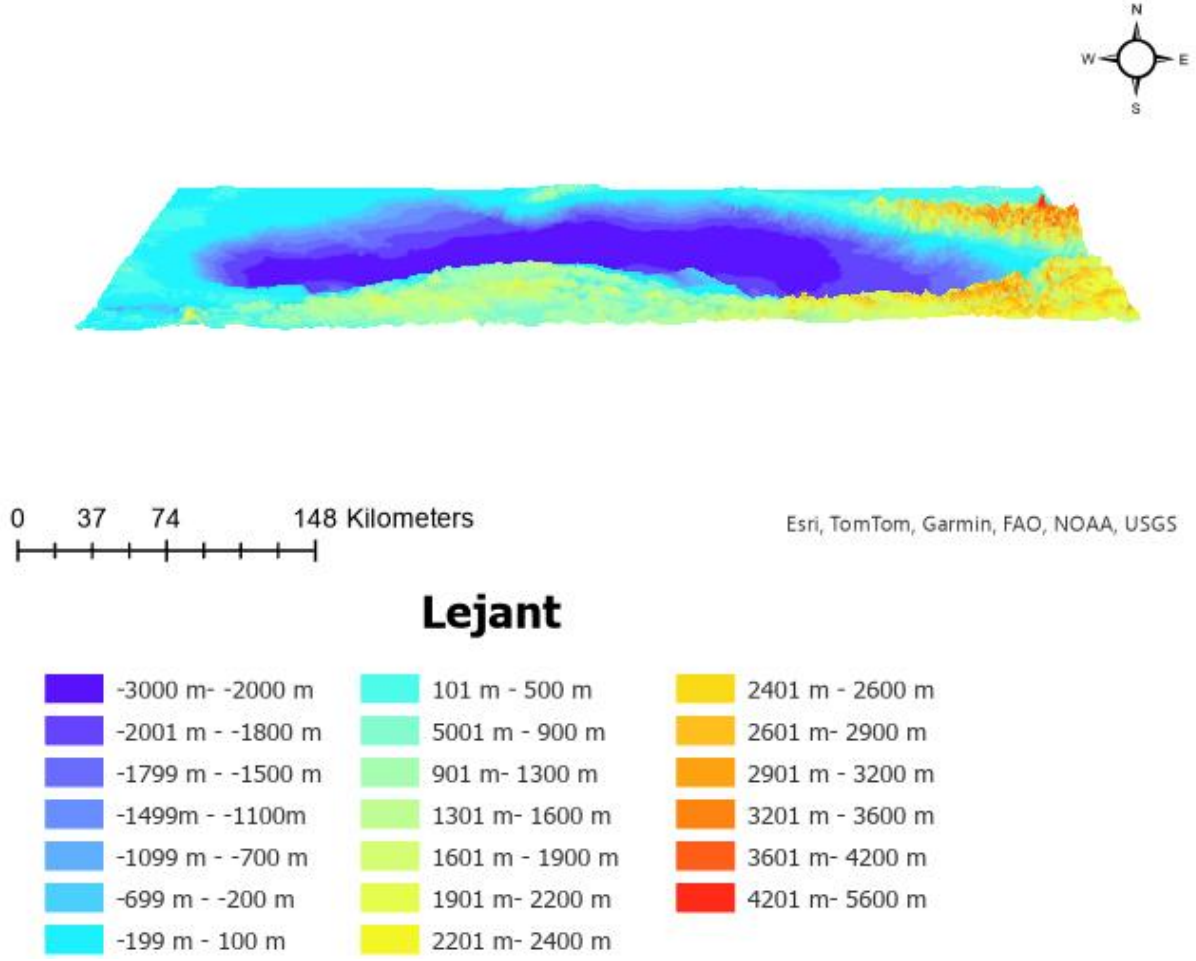 N
W E
S
0 37 74 148 Kilometers
Esri, TomTom, Garmin, FAO, NOAA, USGS
Lejant
-3000 m- -2000 m
-2001 m - -1800 m
-1799 m - -1500 m
-1499m - -1100m
-1099 m - -700 m
-699 m - -200 m
-199 m - 100 m
101 m - 500 m
5001 m - 900 m
901 m- 1300 m
1301 m- 1600 m
1601 m - 1900 m
1901 m- 2200 m
2201 m- 2400 m
2401 m - 2600 m
2601 m- 2900 m
2901 m - 3200 m
3201 m - 3600 m
3601 m- 4200 m
4201 m- 5600 m